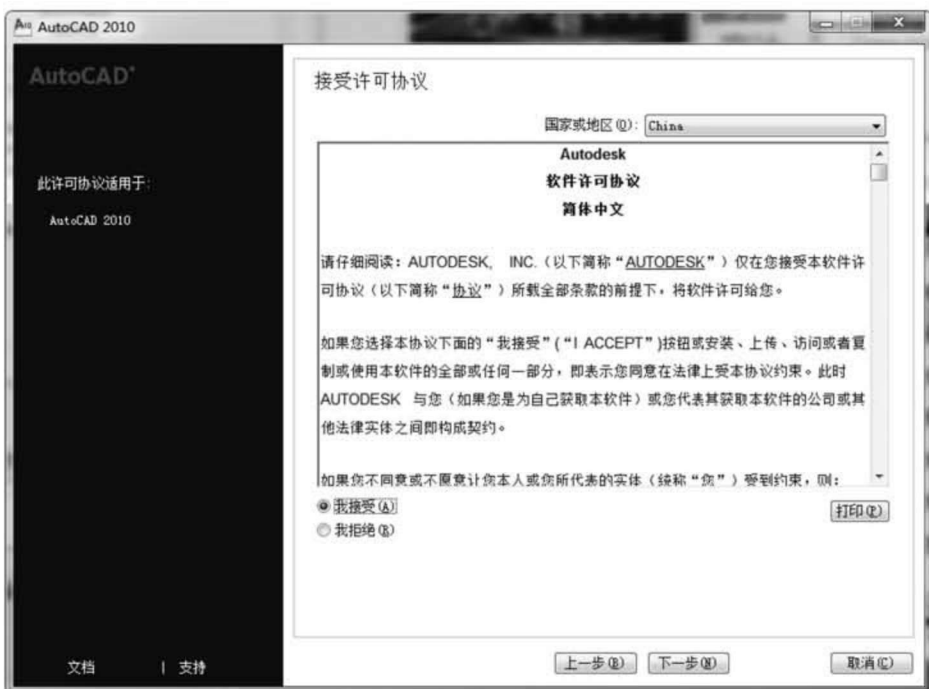 AutoCAD 2010
AutoCAD
接受许可协议
国家或地区(O): China
Autodesk
软件许可协议
简体中文
此许可协议适用于:
AutoCAD 2010
请仔细阅读：AUTODESK, INC.（以下简称“AUTODESK”）仅在您接受本软件许
可协议（以下简称“协议”）所载全部条款的前提下，将软件许可给您。
如果您选择本协议下面的“我接受”(“I ACCEPT”)按钮或安装、上传、访问或者复
制或使用本软件的全部或任何一部分，即表示您同意在法律上受本协议约束。此时
AUTODESK 与您（如果您是为自己获取本软件）或您代表其获取本软件的公司或其
他法律实体之间即构成契约。
如果您不同意或不愿意让您本人或您所代表的实体（统称“您”）受到约束，则：
我接受(A)
打印(P)
我拒绝(R)
文档 | 支持
上一步(B) 下一步(N) 取消(C)